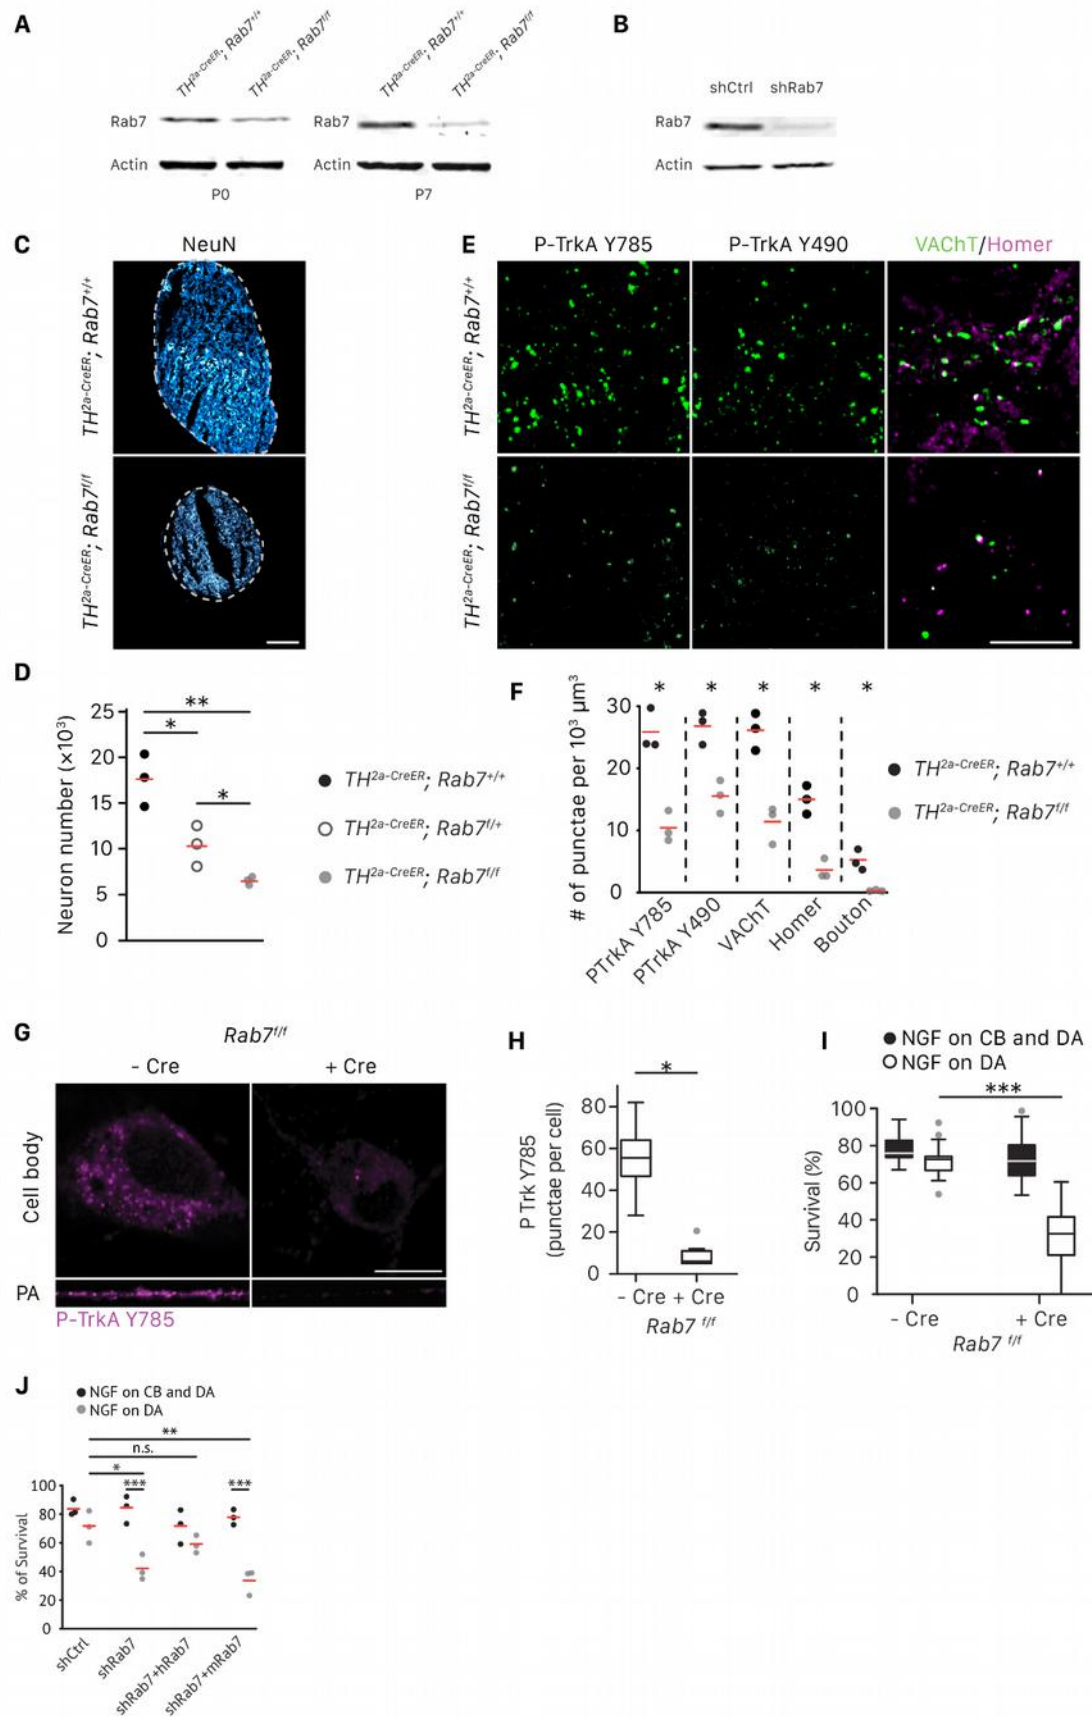 A
TH2a-CreER; Rab7+/+
TH2a-CreER; Rab7f/f
TH2a-CreER; Rab7+/+
TH2a-CreER; Rab7f/f
Rab7
Actin
P0
Rab7
Actin
P7
B
shCtrl shRab7
Rab7
Actin
C
NeuN
TH2a-CreER; Rab7+/+
TH2a-CreER; Rab7f/f
E
P-TrkA Y785
P-TrkA Y490
VAChT/Homer
TH2a-CreER; Rab7+/+
TH2a-CreER; Rab7f/f
D
Neuron number (×10³)
25
20
15
10
5
0
**
*
*
TH2a-CreER; Rab7+/+
TH2a-CreER; Rab7f/+
TH2a-CreER; Rab7f/f
F
# of punctae per 10³ μm³
30
20
10
0
* * * * *
PTrkA Y785
PTrkA Y490
VAChT
Homer
Bouton
TH2a-CreER; Rab7+/+
TH2a-CreER; Rab7f/f
G
Rab7f/f
- Cre
+ Cre
Cell body
PA
P-TrkA Y785
H
P Trk Y785
(punctae per cell)
80
60
40
20
0
*
- Cre + Cre
Rab7 f/f
I
NGF on CB and DA
NGF on DA
***
Survival (%)
100
80
60
40
20
0
- Cre
+ Cre
Rab7 f/f
J
NGF on CB and DA
NGF on DA
**
n.s.
*
***
***
% of Survival
100
80
60
40
20
0
shCtrl
shRab7
shRab7+hRab7
shRab7+mRab7